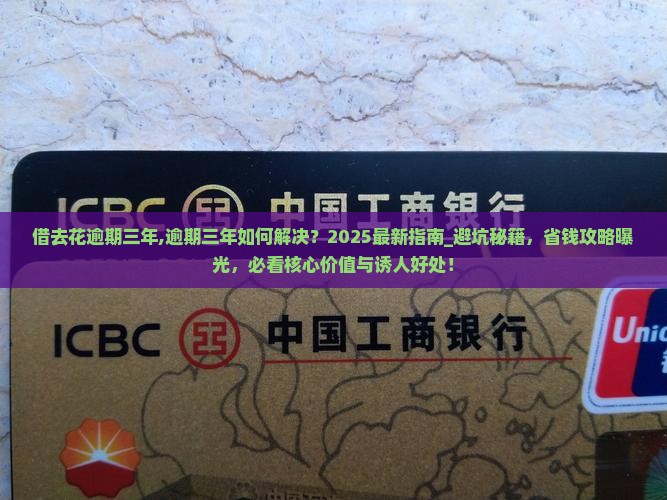 ICBC 中国工商银行
借去花逾期三年,逾期三年如何解决？2025最新指南_避坑秘籍，省钱攻略曝
光，必看核心价值与诱人好处！
ICBC 中国工商银行
Unio